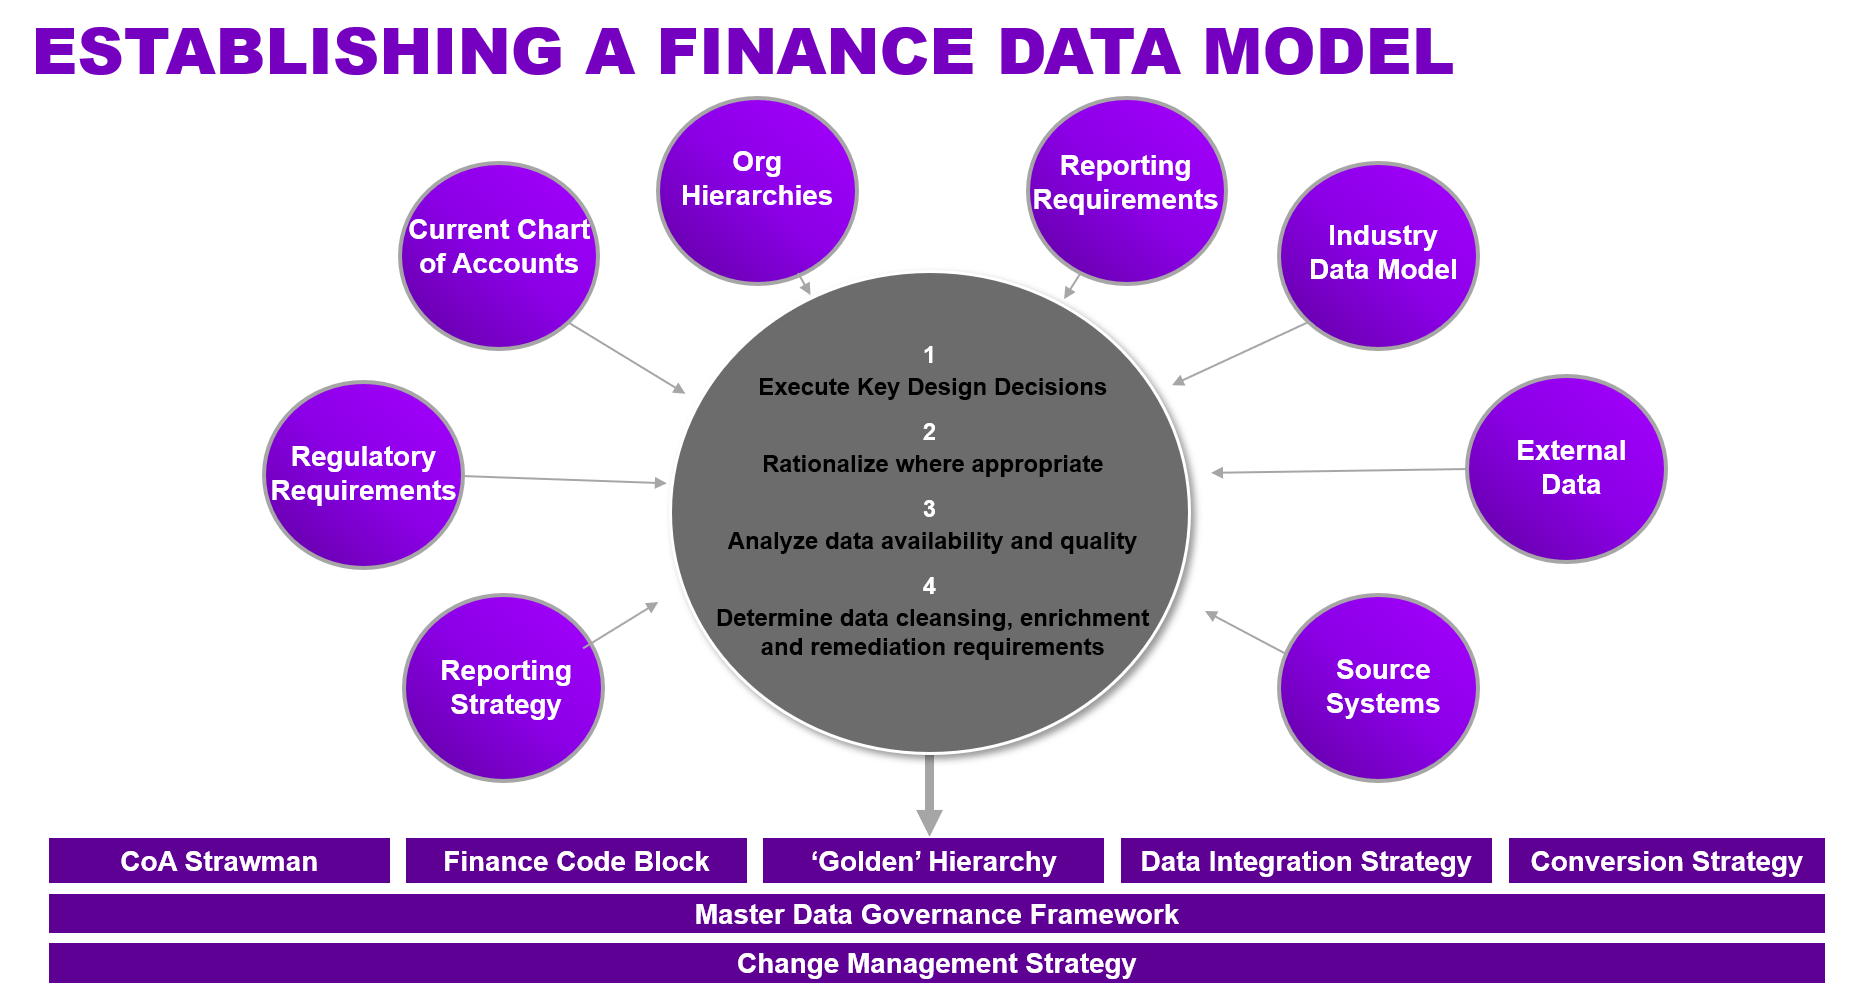 ESTABLISHING A FINANCE DATA MODEL
Org
Hierarchies
Reporting
Requirements
Current Chart
of Accounts
Industry
Data Model
Regulatory
Requirements
External
Data
Reporting
Strategy
Source
Systems
1
Execute Key Design Decisions
2
Rationalize where appropriate
3
Analyze data availability and quality
4
Determine data cleansing, enrichment
and remediation requirements
CoA Strawman
Finance Code Block
‘Golden’ Hierarchy
Data Integration Strategy
Conversion Strategy
Master Data Governance Framework
Change Management Strategy